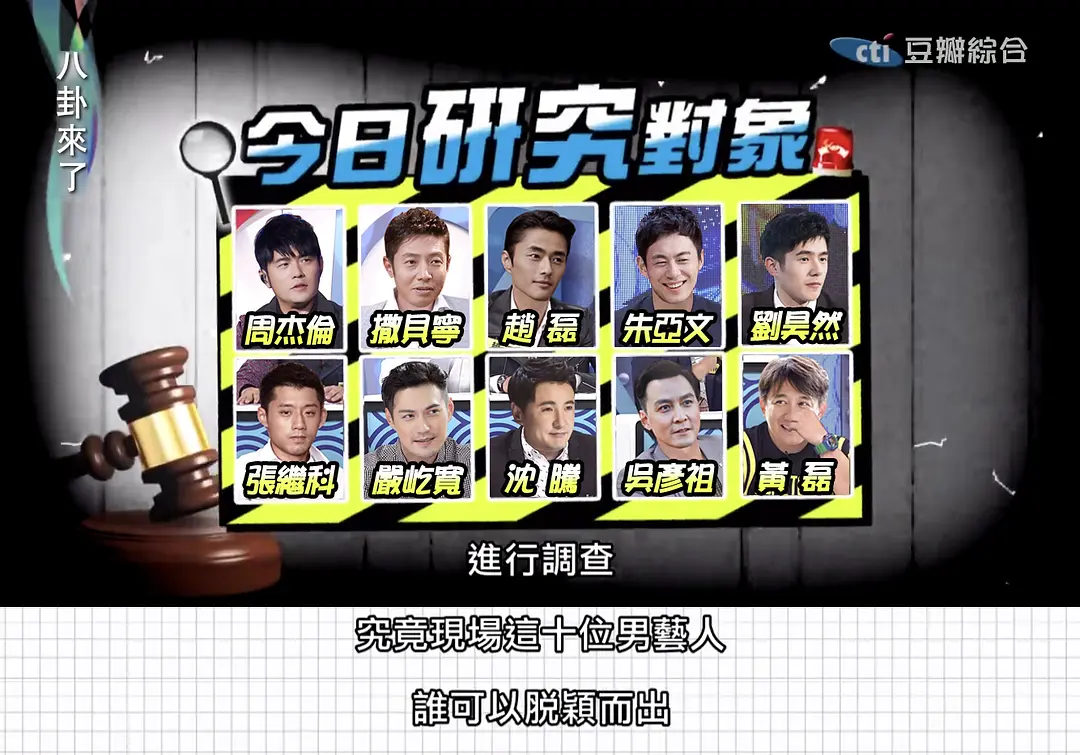 八卦來了
cti 豆瓣綜合
今日研究對象
周杰倫 撒貝寧 趙磊 朱亞文 劉昊然
張繼科 嚴屹寬 沈騰 吳彥祖 黃磊
進行調查
究竟現場這十位男藝人
誰可以脫穎而出